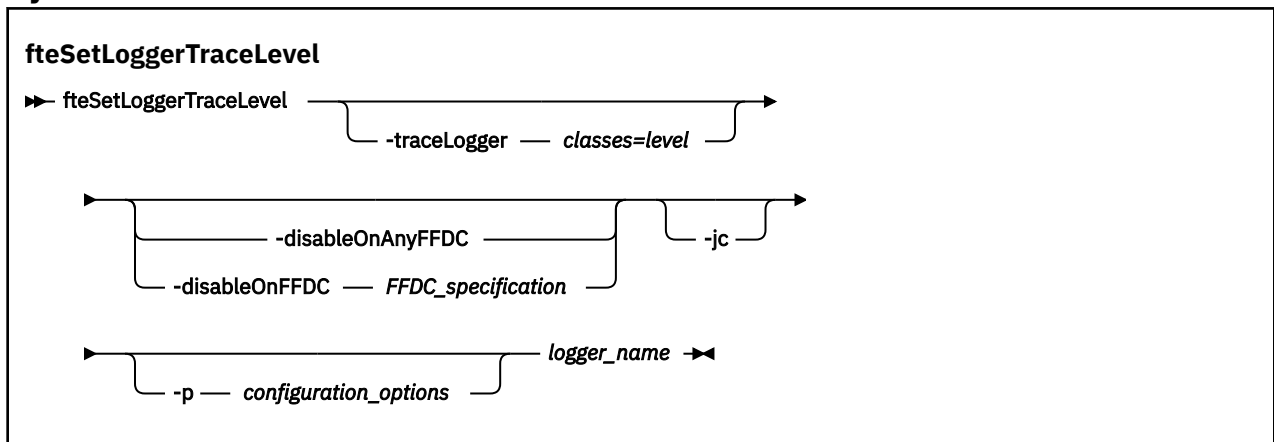 fteSetLoggerTraceLevel
fteSetLoggerTraceLevel
-traceLogger classes=level
-disableOnAnyFFDC
-jc
-disableOnFFDC FFDC_specification
logger_name
-p configuration_options